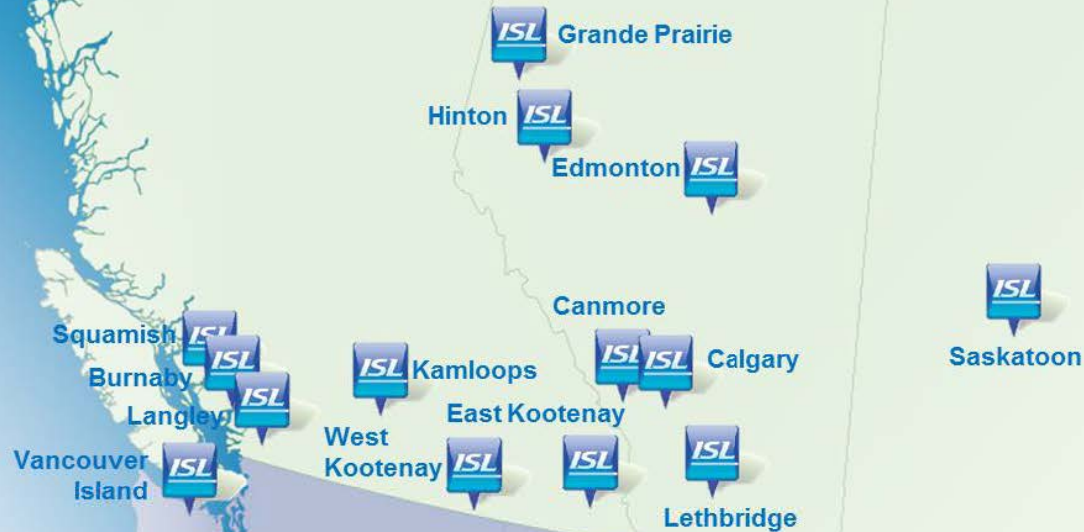 ISL Grande Prairie
Hinton ISL
Edmonton ISL
ISL
Saskatoon
Canmore
Squamish ISL
Burnaby ISL
Langley ISL
ISL Kamloops
ISL ISL Calgary
East Kootenay
ISL
West
Kootenay ISL
Vancouver
Island
ISL
ISL
Lethbridge